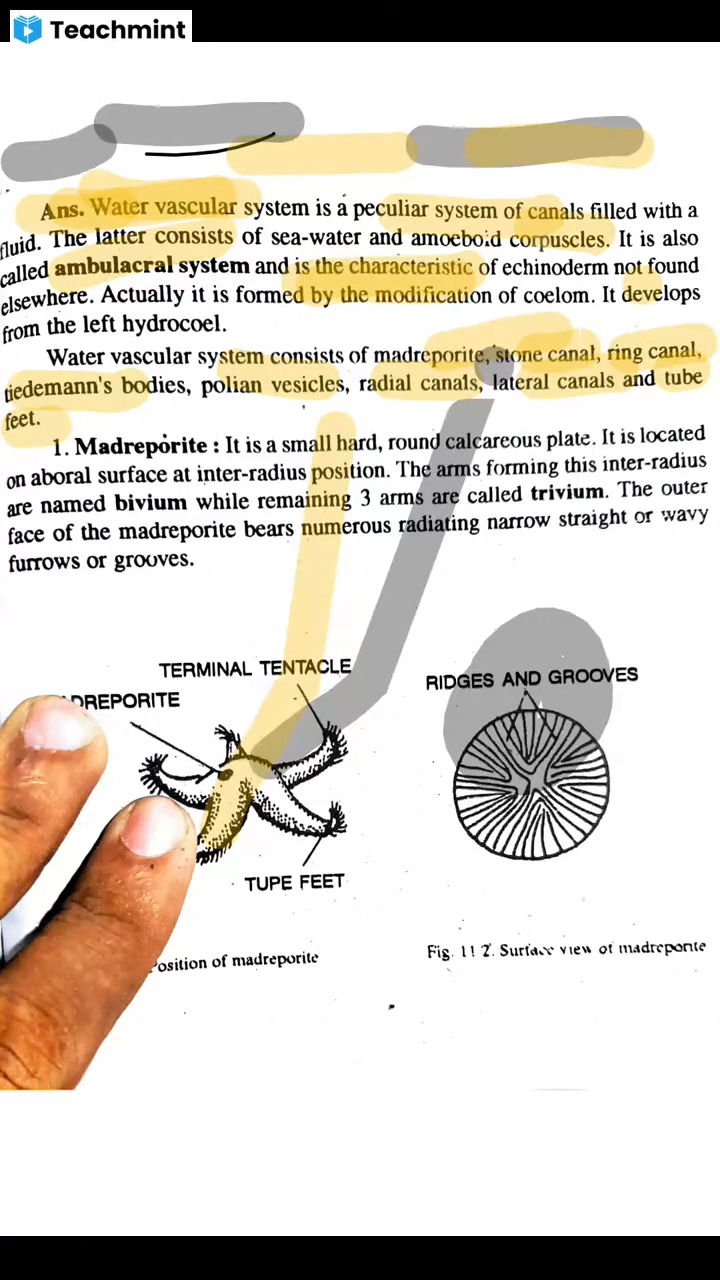 Teachmint
Ans. Water vascular system is a peculiar system of canals filled with a
fluid. The latter consists of sea-water and amoeboid corpuscles. It is also
called ambulacral system and is the characteristic of echinoderm not found
elsewhere. Actually it is formed by the modification of coelom. It develops
from the left hydrocoel.
Water vascular system consists of madreporite, stone canal, ring canal,
tiedemann's bodies, polian vesicles, radial canals, lateral canals and tube
feet.
1. Madreporite : It is a small hard, round calcareous plate. It is located
on aboral surface at inter-radius position. The arms forming this inter-radius
are named bivium while remaining 3 arms are called trivium. The outer
face of the madreporite bears numerous radiating narrow straight or wavy
furrows or grooves.
TERMINAL TENTACLE
DREPORITE
RIDGES AND GROOVES
TUPE FEET
osition of madreporite
Fig. 11 2. Surface view of madreporite